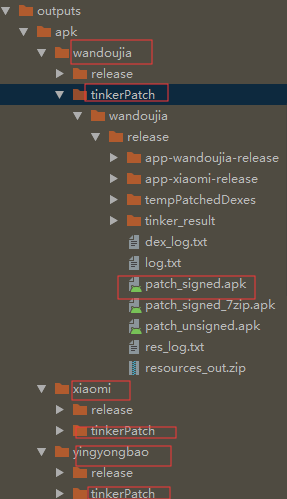 outputs
apk
wandoujia
release
tinkerPatch
wandoujia
release
app-wandoujia-release
app-xiaomi-release
tempPatchedDexes
tinker_result
dex_log.txt
log.txt
patch_signed.apk
patch_signed_7zip.apk
patch_unsigned.apk
res_log.txt
resources_out.zip
xiaomi
release
tinkerPatch
yingyongbao
release
tinkerPatch